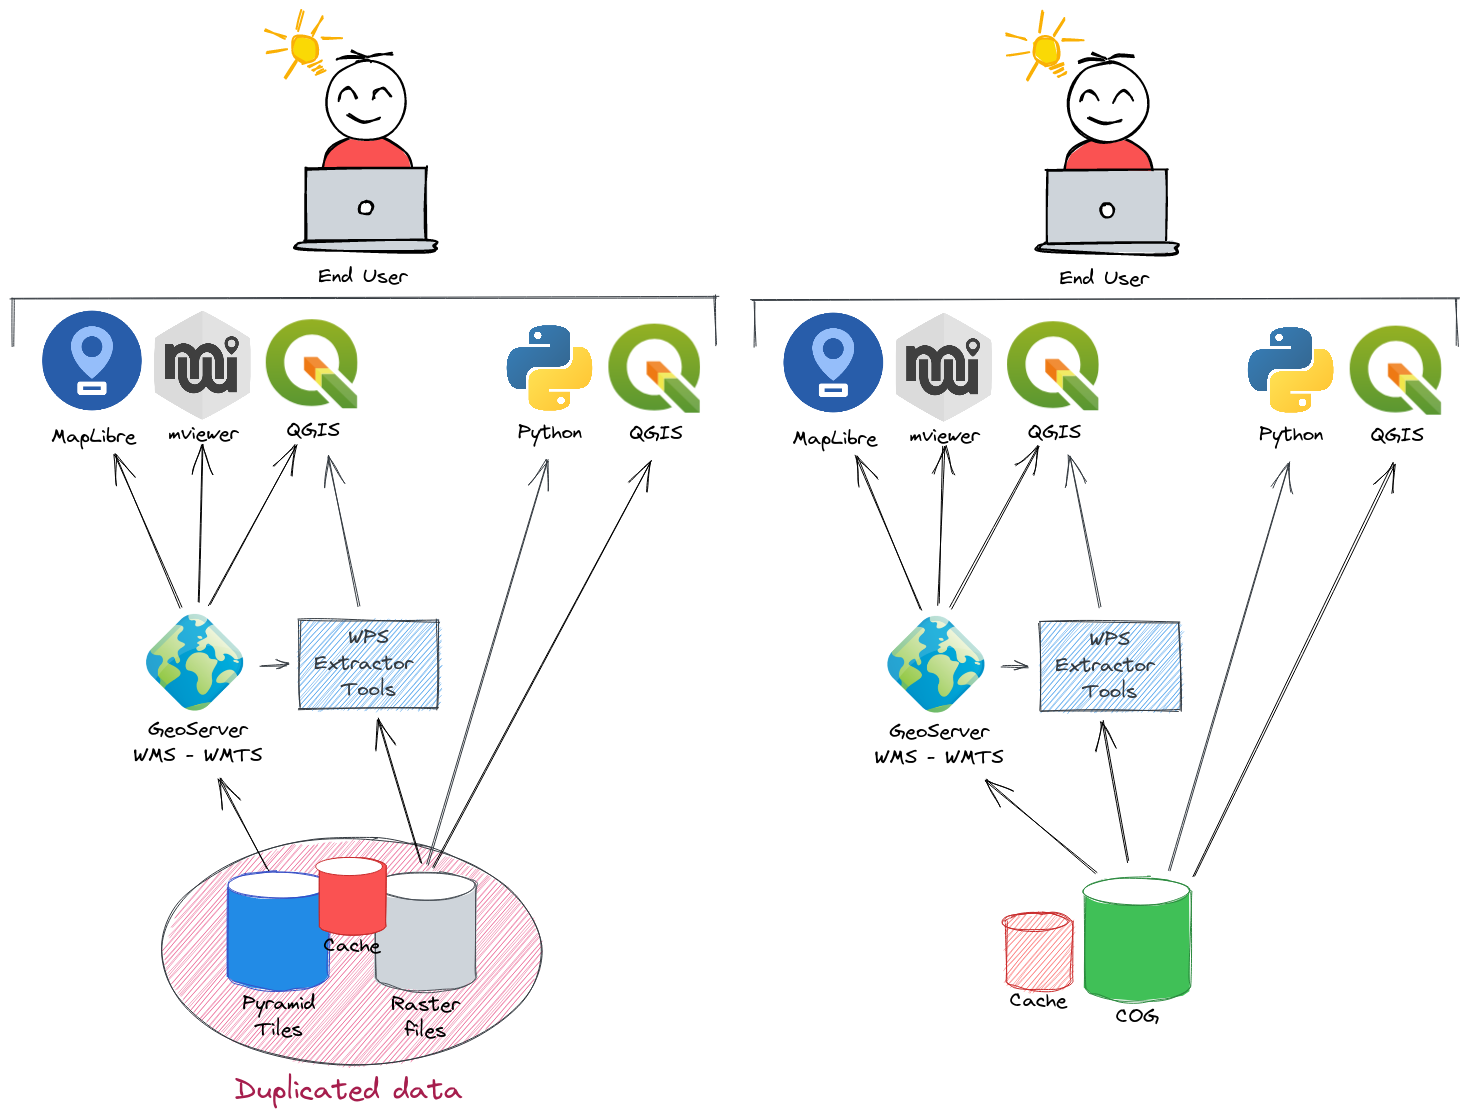 End User
MapLibre
mviewer
QGIS
Python
QGIS
WPS
Extractor
Tools
GeoServer
WMS - WMTS
Cache
Pyramid
Tiles
Raster
files
Duplicated data
End User
MapLibre
mviewer
QGIS
Python
QGIS
WPS
Extractor
Tools
GeoServer
WMS - WMTS
Cache
COG